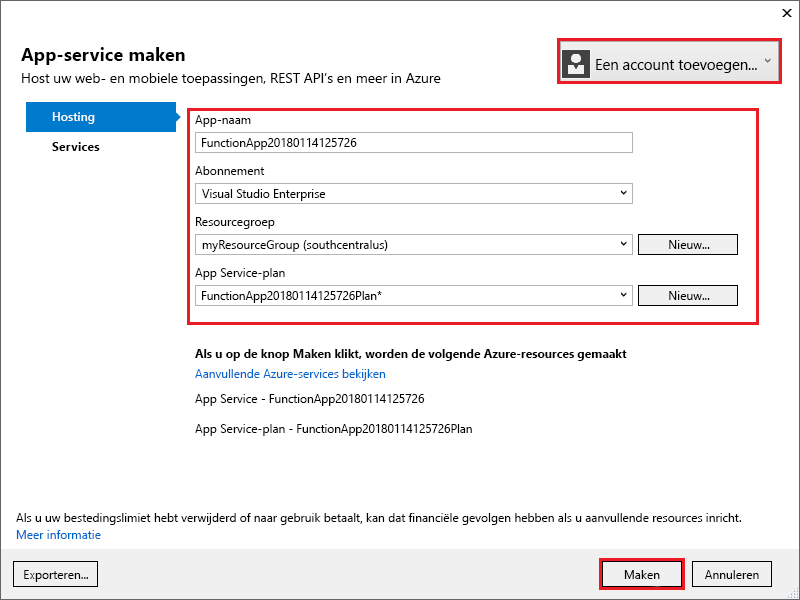 App-service maken
Host uw web- en mobiele toepassingen, REST API's en meer in Azure
Een account toevoegen...
Hosting
Services
App-naam
FunctionApp20180114125726
Abonnement
Visual Studio Enterprise
Resourcegroep
myResourceGroup (southcentralus)
Nieuw...
App Service-plan
FunctionApp20180114125726Plan*
Nieuw...
Als u op de knop Maken klikt, worden de volgende Azure-resources gemaakt
Aanvullende Azure-services bekijken
App Service - FunctionApp20180114125726
App Service-plan - FunctionApp20180114125726Plan
Als u uw bestedingslimiet hebt verwijderd of naar gebruik betaalt, kan dat financiële gevolgen hebben als u aanvullende resources inricht.
Meer informatie
Exporteren...
Maken
Annuleren